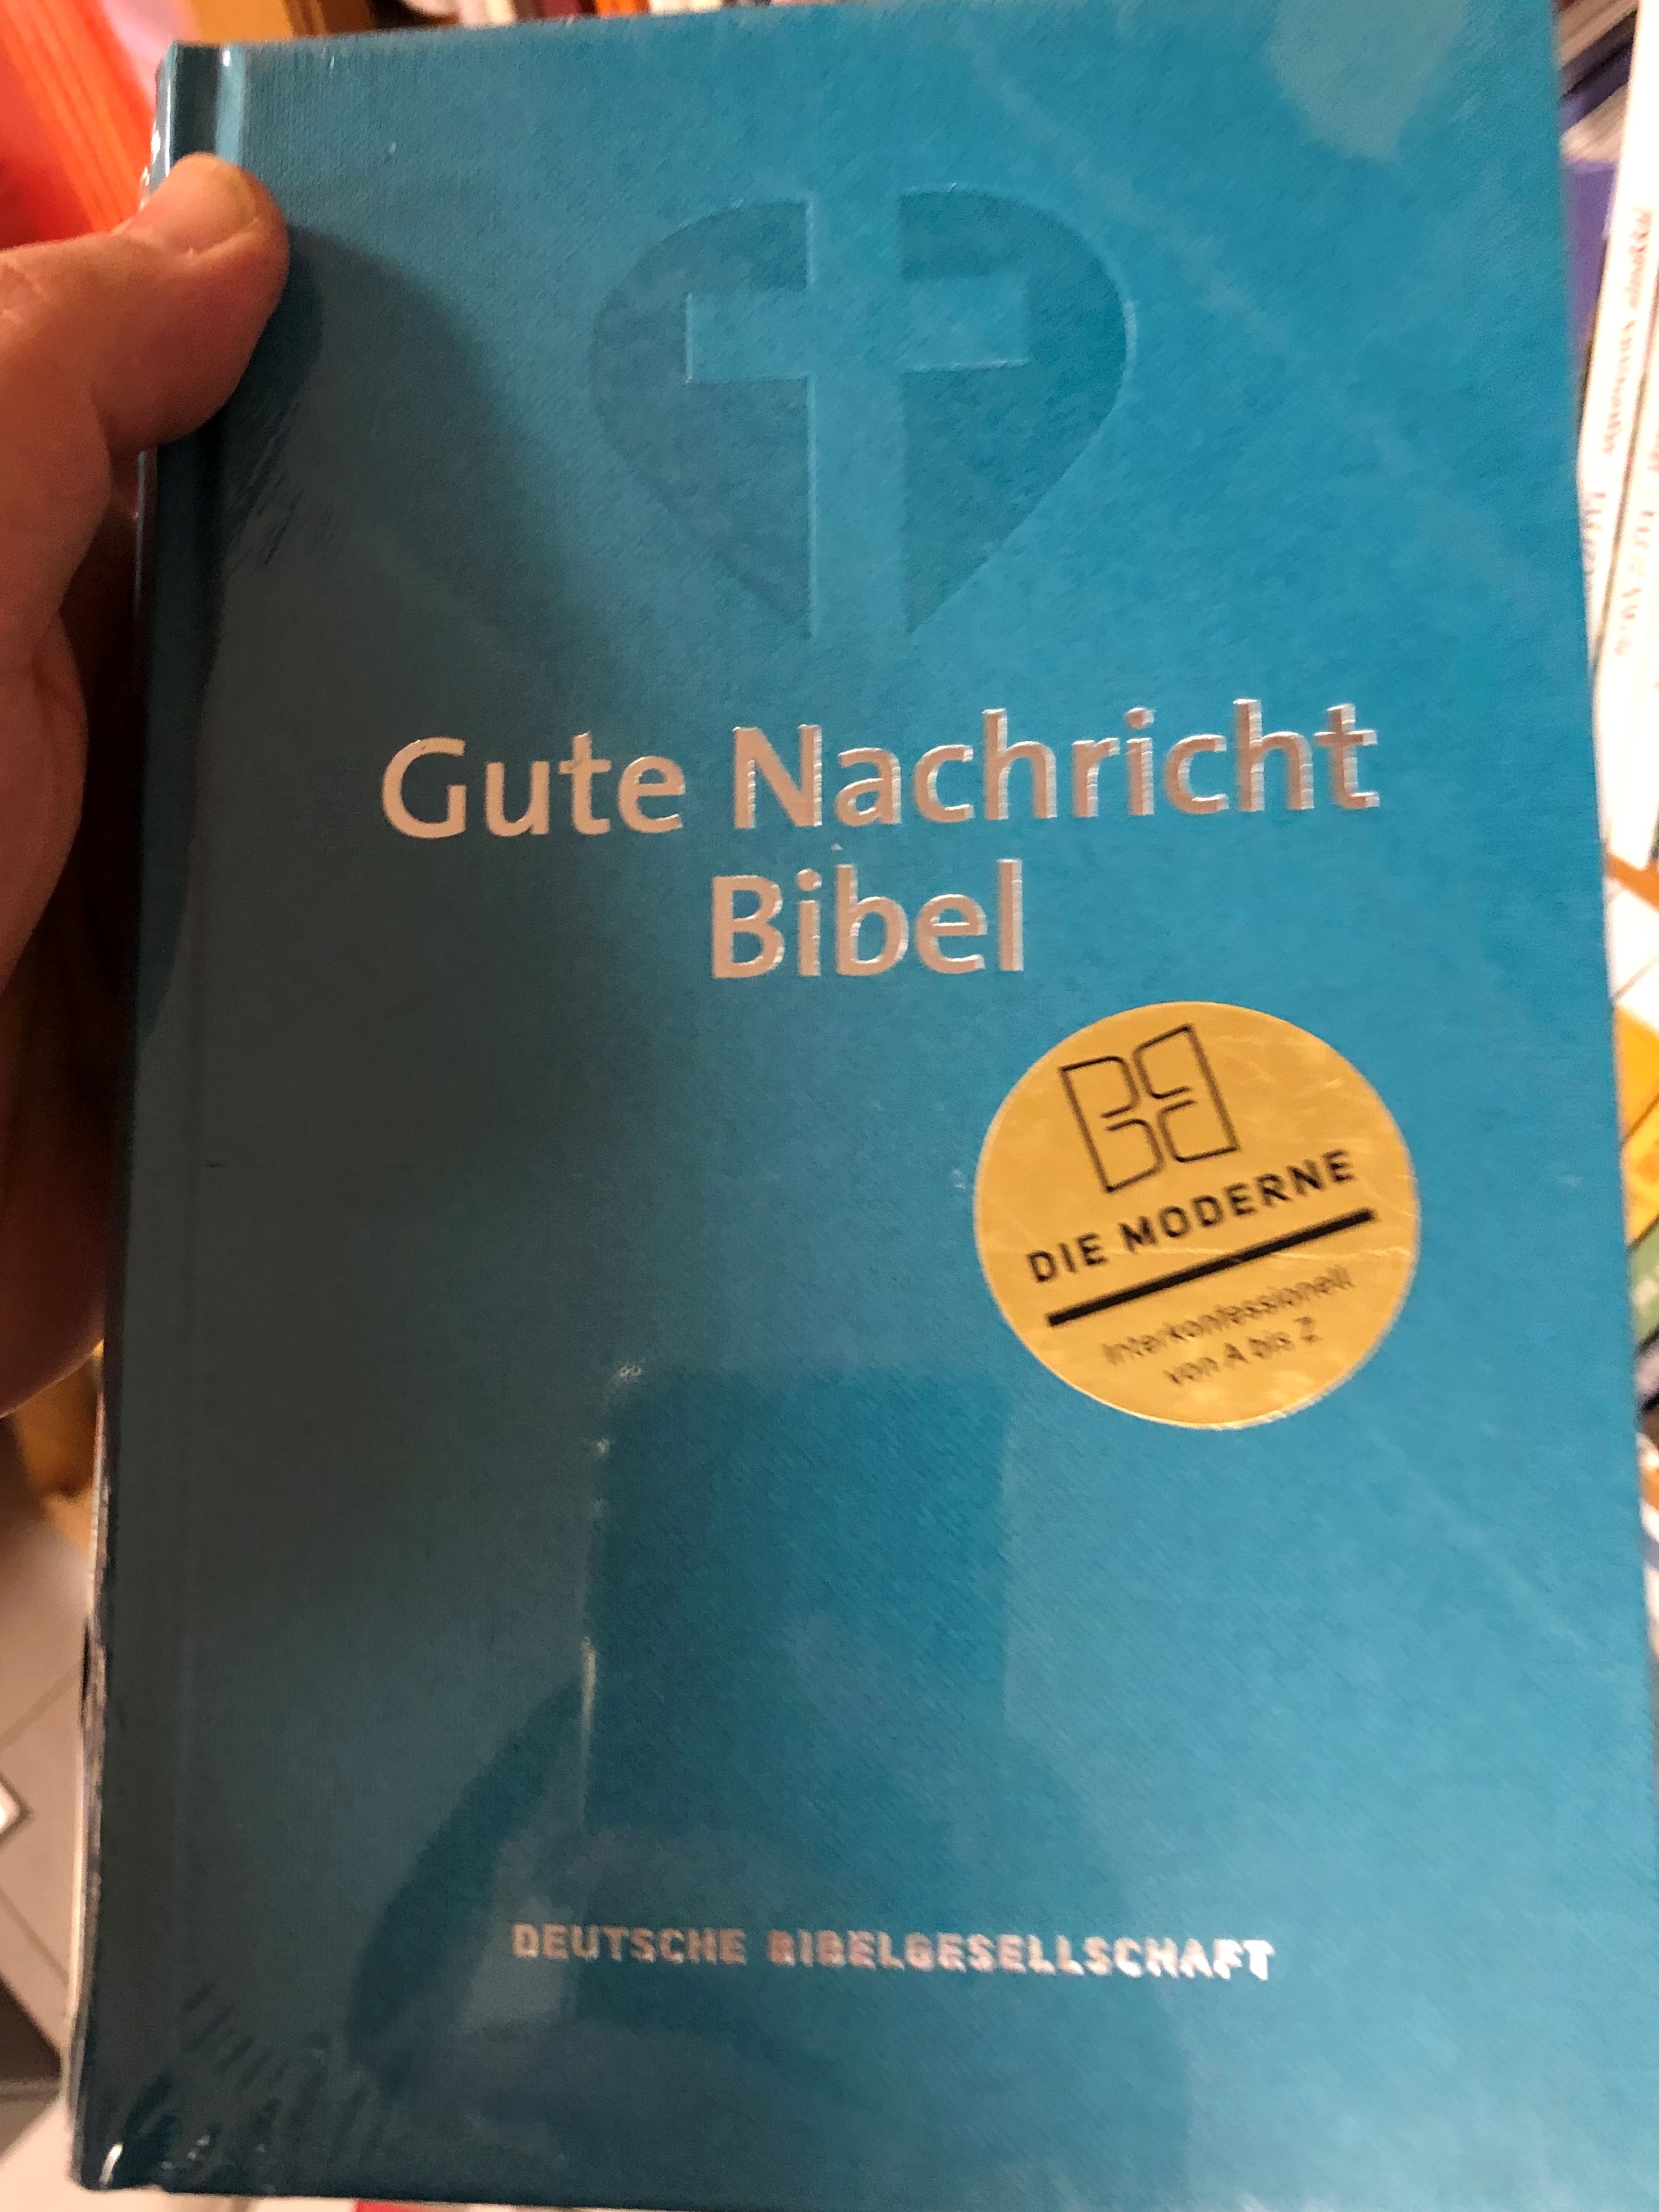 Gute Nachricht
Bibel
DIE MODERNE
Interkonfessionell
von A bis Z
DEUTSCHE BIBELGESELLSCHAFT